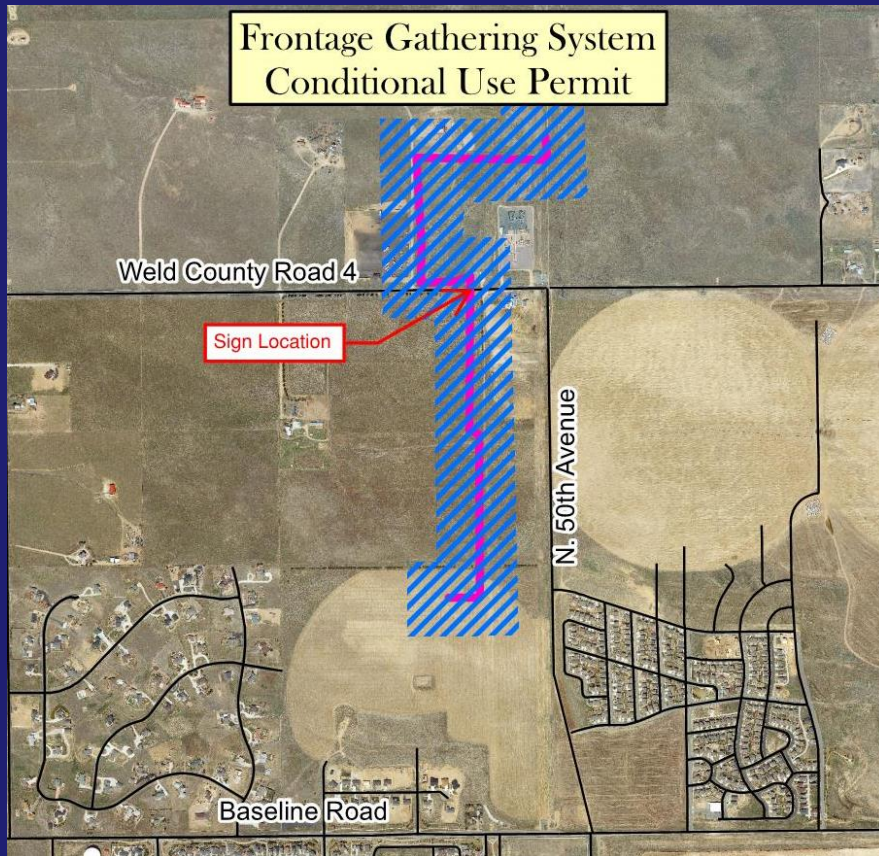 Frontage Gathering System
Conditional Use Permit
Weld County Road 4
Sign Location
N. 50th Avenue
Baseline Road